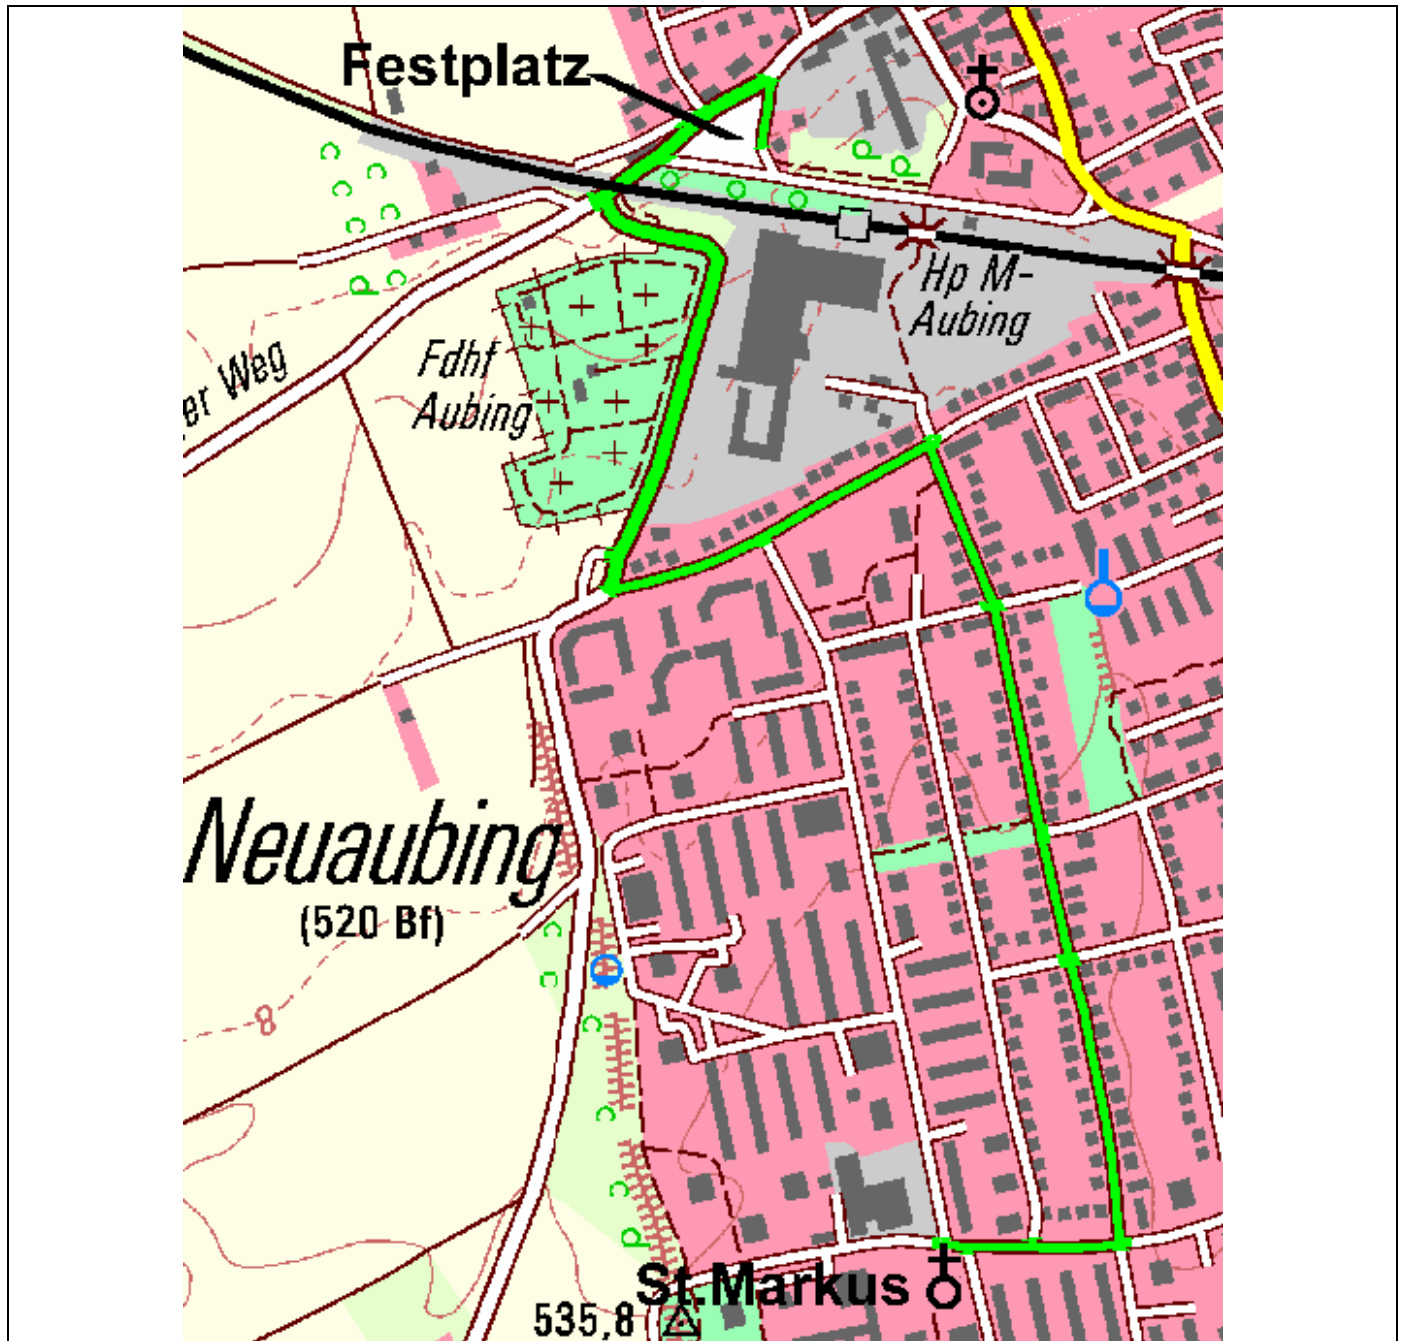 Festplatz
Hp M-
Aubing
Fdhf
Aubing
er Weg
Neuaubing
(520 Bf)
8
St.Markus
535,8